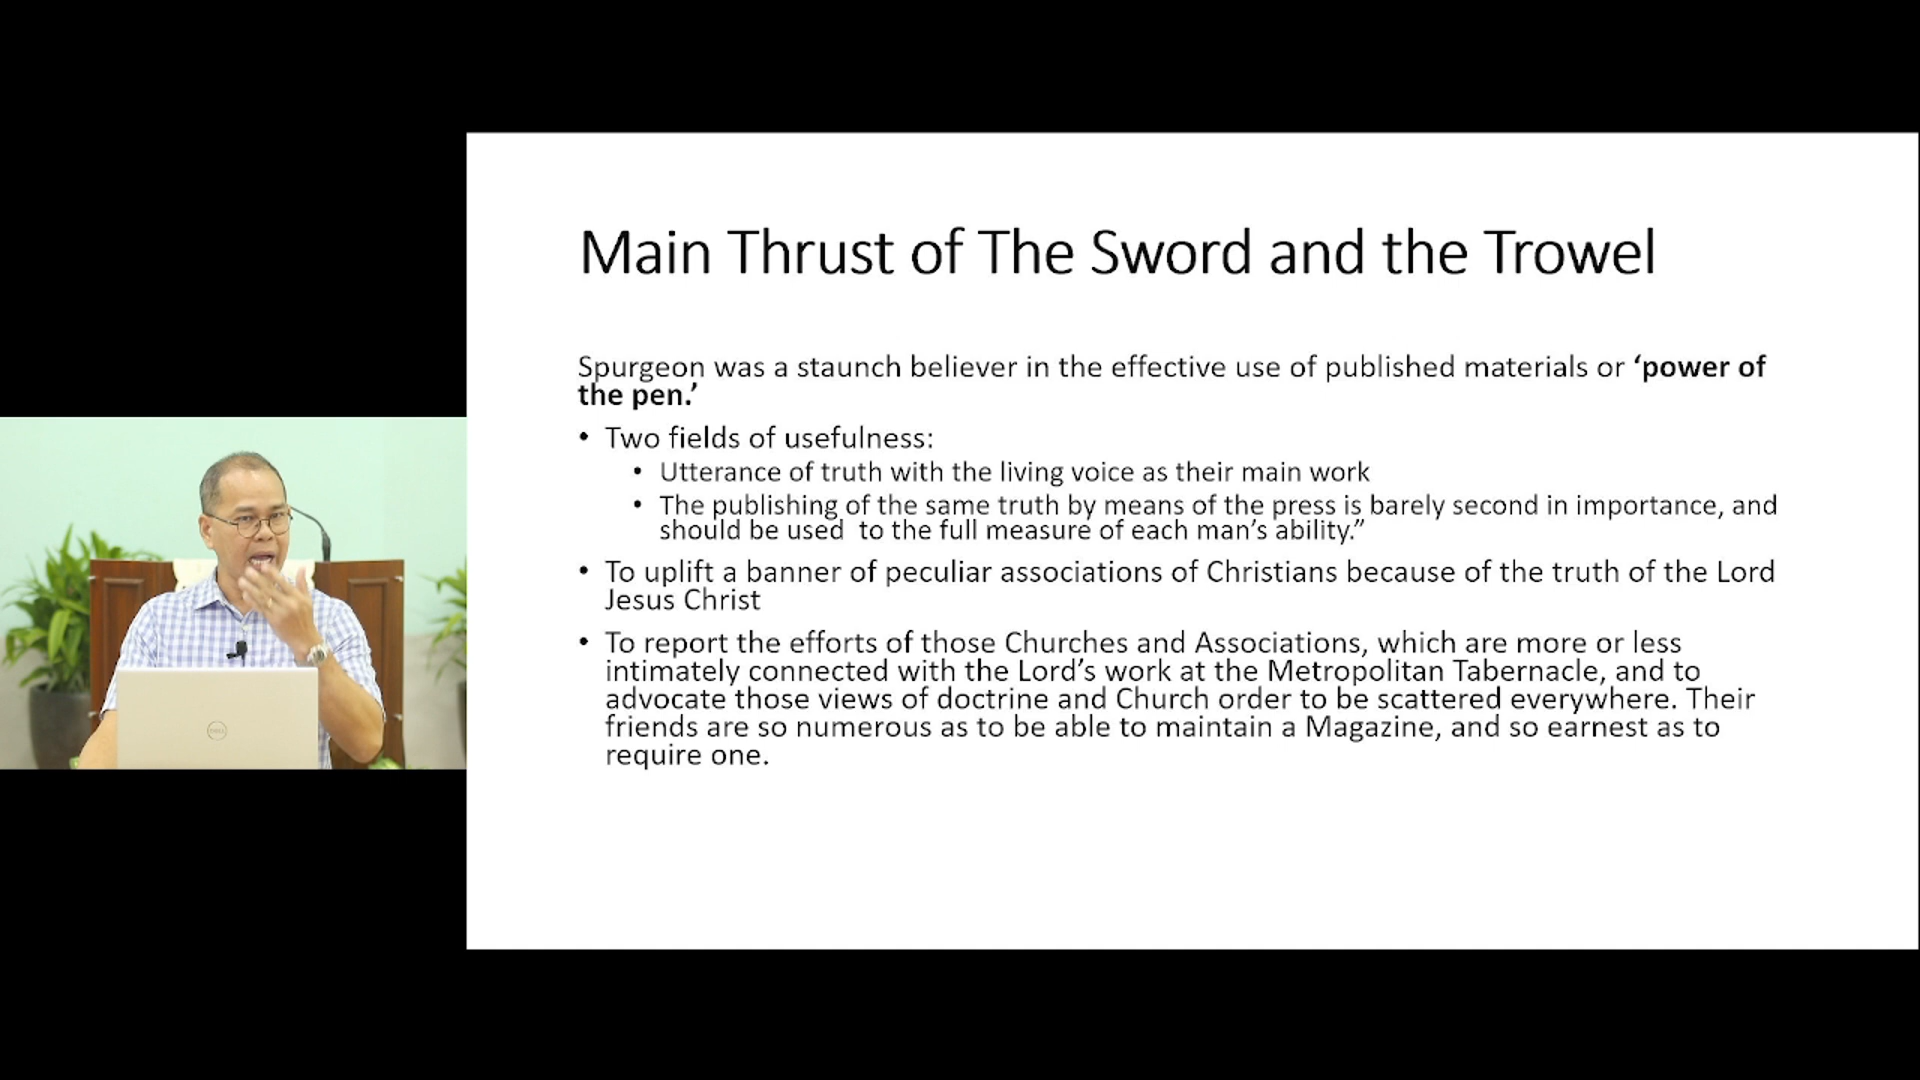 Main Thrust of The Sword and the Trowel
Spurgeon was a staunch believer in the effective use of published materials or ‘power of
the pen.’
• Two fields of usefulness:
• Utterance of truth with the living voice as their main work
• The publishing of the same truth by means of the press is barely second in importance, and
should be used  to the full measure of each man’s ability.”
• To uplift a banner of peculiar associations of Christians because of the truth of the Lord
Jesus Christ
• To report the efforts of those Churches and Associations, which are more or less
intimately connected with the Lord’s work at the Metropolitan Tabernacle, and to
advocate those views of doctrine and Church order to be scattered everywhere. Their
friends are so numerous as to be able to maintain a Magazine, and so earnest as to
require one.
DELL